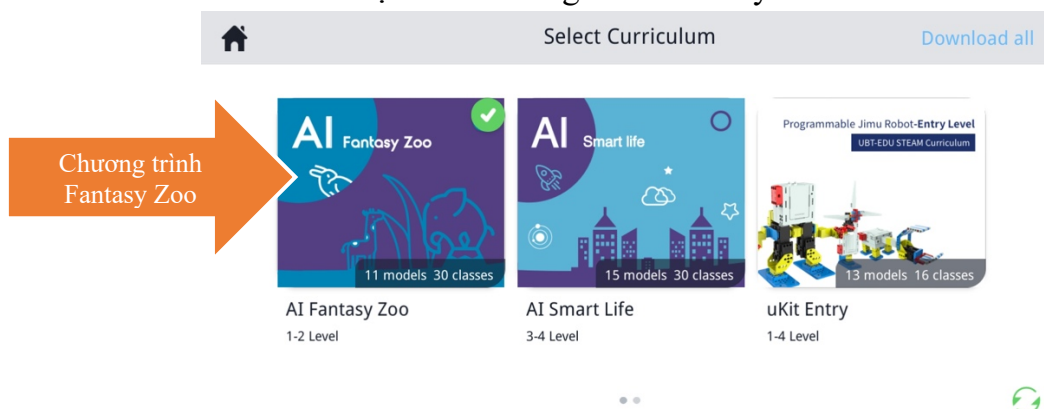 Select Curriculum
Download all
Chương trình
Fantasy Zoo
AI Fantasy Zoo
11 models 30 classes
AI Fantasy Zoo
1-2 Level
AI Smart life
15 models 30 classes
AI Smart Life
3-4 Level
Programmable Jimu Robot-Entry Level
UBT-EDU STEAM Curriculum
13 models 16 classes
uKit Entry
1-4 Level